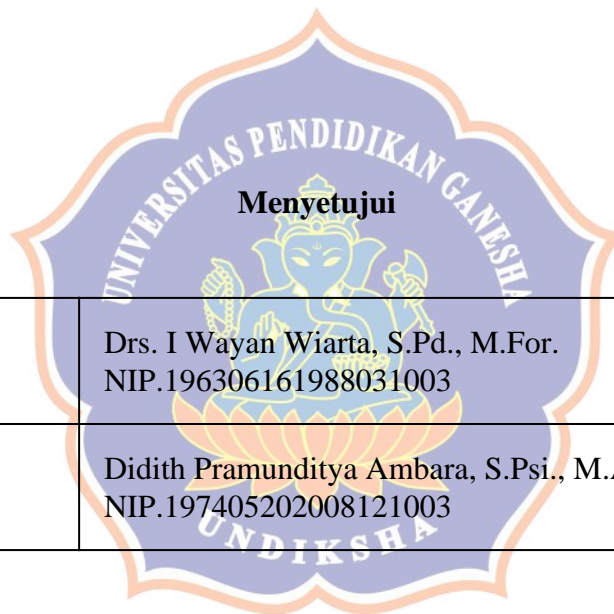 UNIVERSITAS PENDIDIKAN GANESHA
Menyetujui
Drs. I Wayan Wiarta, S.Pd., M.For.
NIP.196306161988031003
Didith Pramunditya Ambara, S.Psi., M.A
NIP.197405202008121003
UNDIKSHA